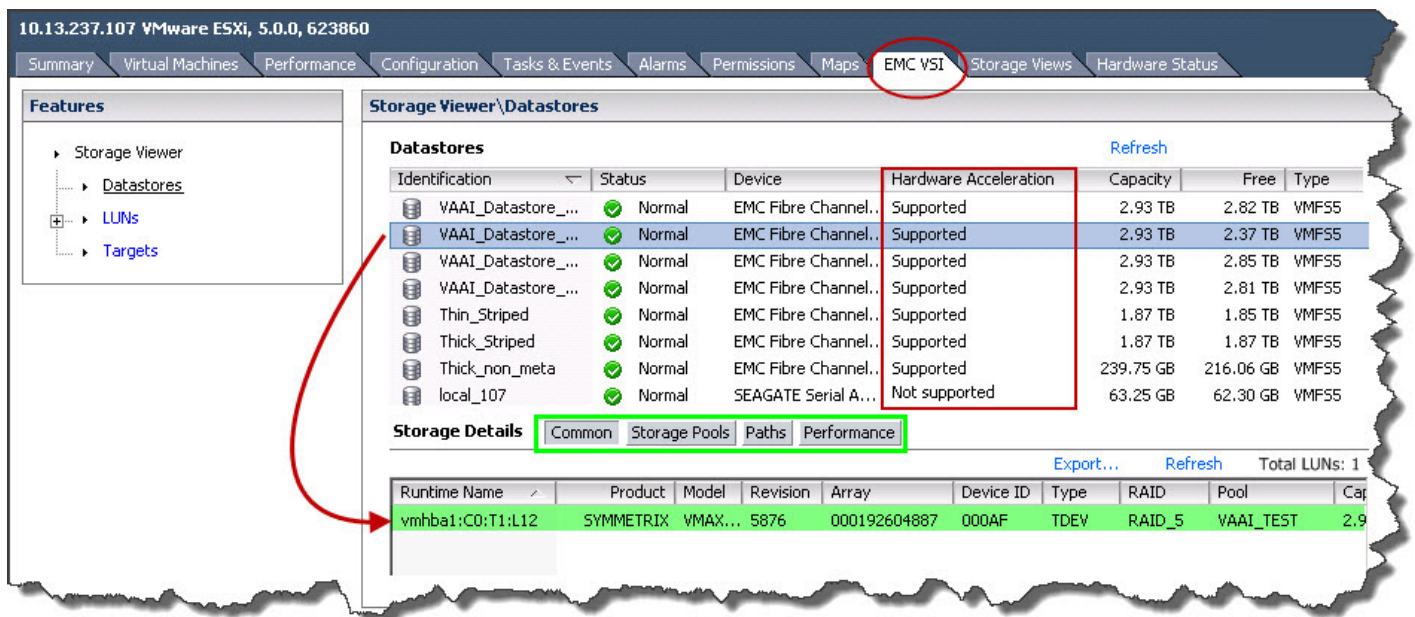 10.13.237.107 VMware ESXi, 5.0.0, 623860
Summary Virtual Machines Performance Configuration Tasks & Events Alarms Permissions Maps EMC VSI Storage Views Hardware Status
Features
Storage Viewer
Datastores
LUNs
Targets
Storage Viewer\Datastores
Datastores Refresh
Identification Status Device Hardware Acceleration Capacity Free Type
VAAI_Datastore_... Normal EMC Fibre Channel... Supported 2.93 TB 2.82 TB VMFS5
VAAI_Datastore_... Normal EMC Fibre Channel... Supported 2.93 TB 2.37 TB VMFS5
VAAI_Datastore_... Normal EMC Fibre Channel... Supported 2.93 TB 2.85 TB VMFS5
VAAI_Datastore_... Normal EMC Fibre Channel... Supported 2.93 TB 2.81 TB VMFS5
Thin_Striped Normal EMC Fibre Channel... Supported 1.87 TB 1.85 TB VMFS5
Thick_Striped Normal EMC Fibre Channel... Supported 1.87 TB 1.87 TB VMFS5
Thick_non_meta Normal EMC Fibre Channel... Supported 239.75 GB 216.06 GB VMFS5
local_107 Normal SEAGATE Serial A... Not supported 63.25 GB 62.30 GB VMFS5
Storage Details Common Storage Pools Paths Performance
Export... Refresh Total LUNs: 1
Runtime Name Product Model Revision Array Device ID Type RAID Pool Cap
vmhba1:C0:T1:L12 SYMMETRIX VMAX... 5876 000192604887 000AF TDEV RAID_5 VAAI_TEST 2.9